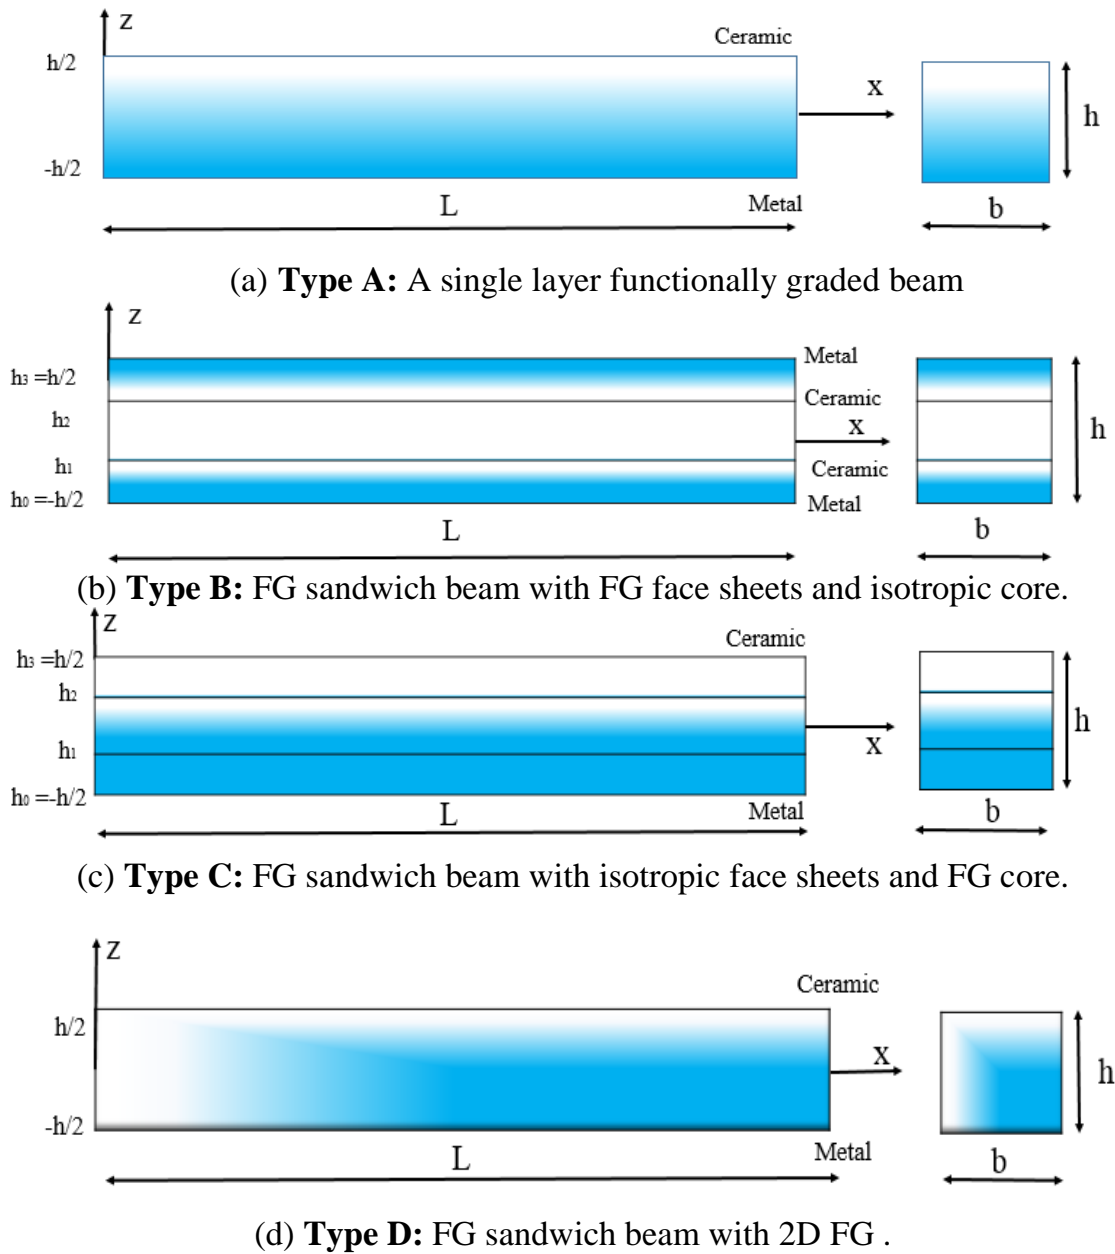 z
Ceramic
h/2
x
h
-h/2
L
Metal
b
(a) Type A: A single layer functionally graded beam
z
Metal
h₃ =h/2
Ceramic
h₂
x
h
h₁
Ceramic
h₀ =-h/2
Metal
L
b
(b) Type B: FG sandwich beam with FG face sheets and isotropic core.
z
Ceramic
h₃ =h/2
h₂
h
h₁
x
h₀ =-h/2
L
Metal
b
(c) Type C: FG sandwich beam with isotropic face sheets and FG core.
z
Ceramic
h/2
x
h
-h/2
L
Metal
b
(d) Type D: FG sandwich beam with 2D FG .